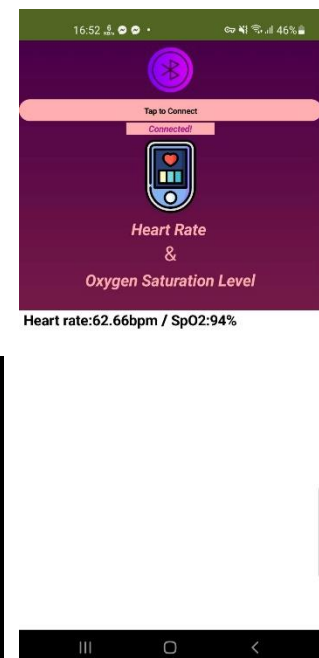 16:52 46%
Tap to Connect
Connected!
Heart Rate
&
Oxygen Saturation Level
Heart rate:62.66bpm / SpO2:94%